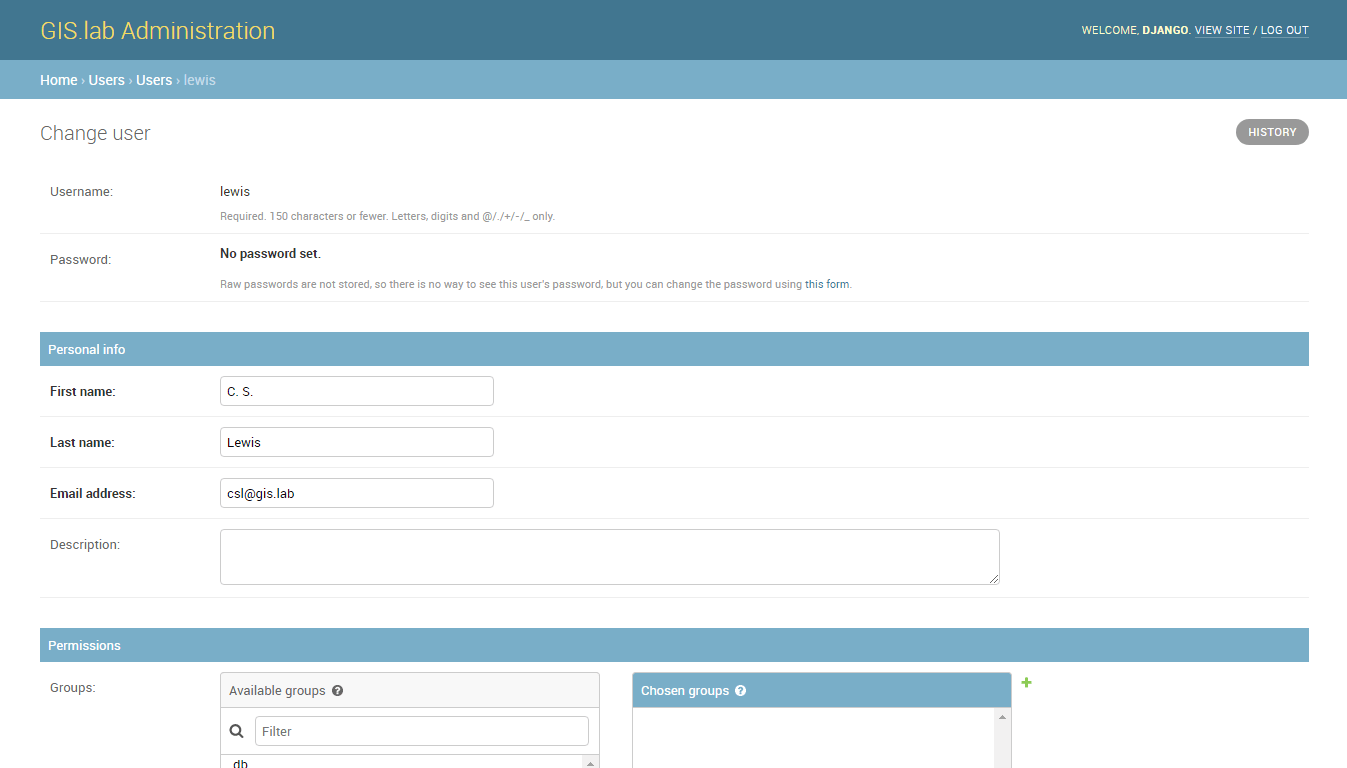 GIS.lab Administration
WELCOME, DJANGO. VIEW SITE / LOG OUT
Home › Users › Users › lewis
Change user
HISTORY
Username:
lewis
Required. 150 characters or fewer. Letters, digits and @/./+/-/_ only.
Password:
No password set.
Raw passwords are not stored, so there is no way to see this user's password, but you can change the password using this form.
Personal info
First name:
C. S.
Last name:
Lewis
Email address:
csl@gis.lab
Description:
Permissions
Groups:
Available groups ?
Chosen groups ?
Filter
db